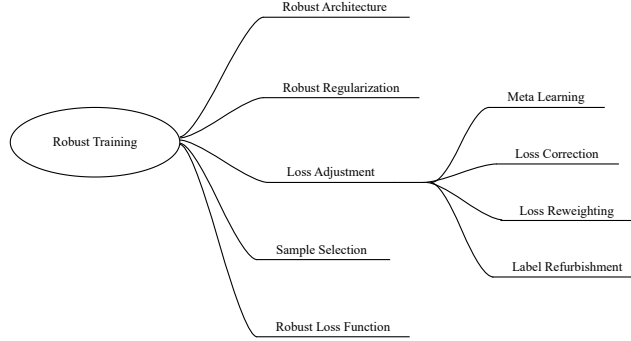 Robust Training
Robust Architecture
Robust Regularization
Loss Adjustment
Sample Selection
Robust Loss Function
Meta Learning
Loss Correction
Loss Reweighting
Label Refurbishment